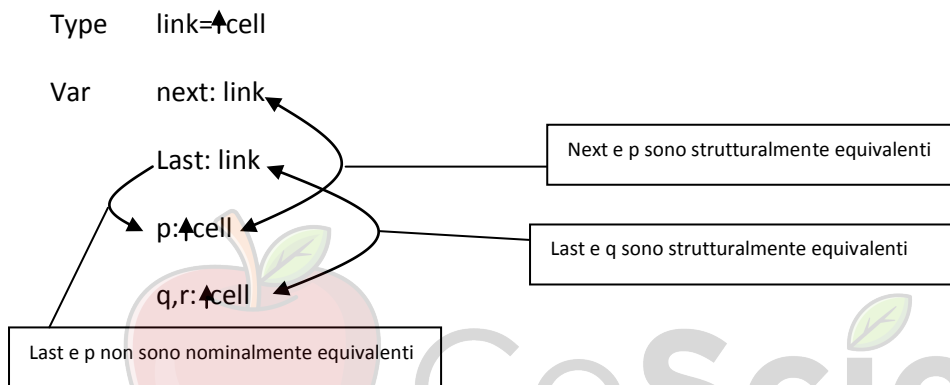 Type link=↑cell
Var next: link
Last: link
Next e p sono strutturalmente equivalenti
p:↑cell
Last e q sono strutturalmente equivalenti
q,r:↑cell
Last e p non sono nominalmente equivalenti